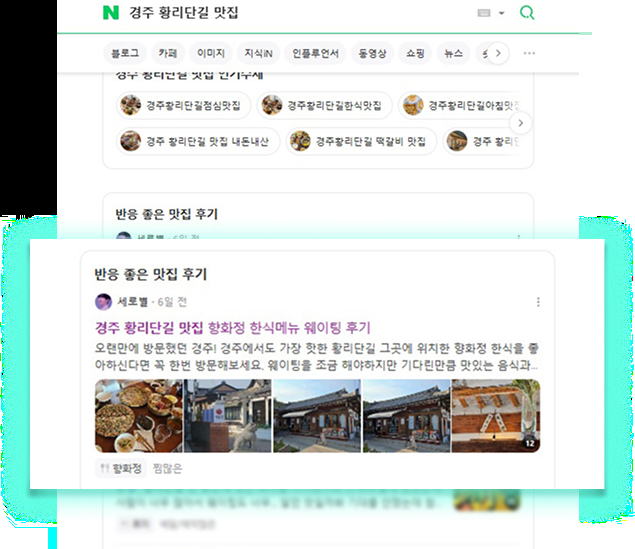 N 경주 황리단길 맛집
블로그 카페 이미지 지식iN 인플루언서 동영상 쇼핑 뉴스
경주 황리단길 맛집 인기주제
경주황리단길점심맛집 경주황리단길한식맛집 경주황리단길아침맛집
경주 황리단길 맛집 내돈내산 경주황리단길 떡갈비 맛집 경주 황리단
반응 좋은 맛집 후기
세로별 · 6일 전
반응 좋은 맛집 후기
세로별 · 6일 전
경주 황리단길 맛집 향화정 한식메뉴 웨이팅 후기
오랜만에 방문했던 경주! 경주에서도 가장 핫한 황리단길 그곳에 위치한 향화정 한식을 좋
아하신다면 꼭 한번 방문해보세요. 웨이팅을 조금 해야하지만 기다린만큼 맛있는 음식과...
12
향화정 찜많은